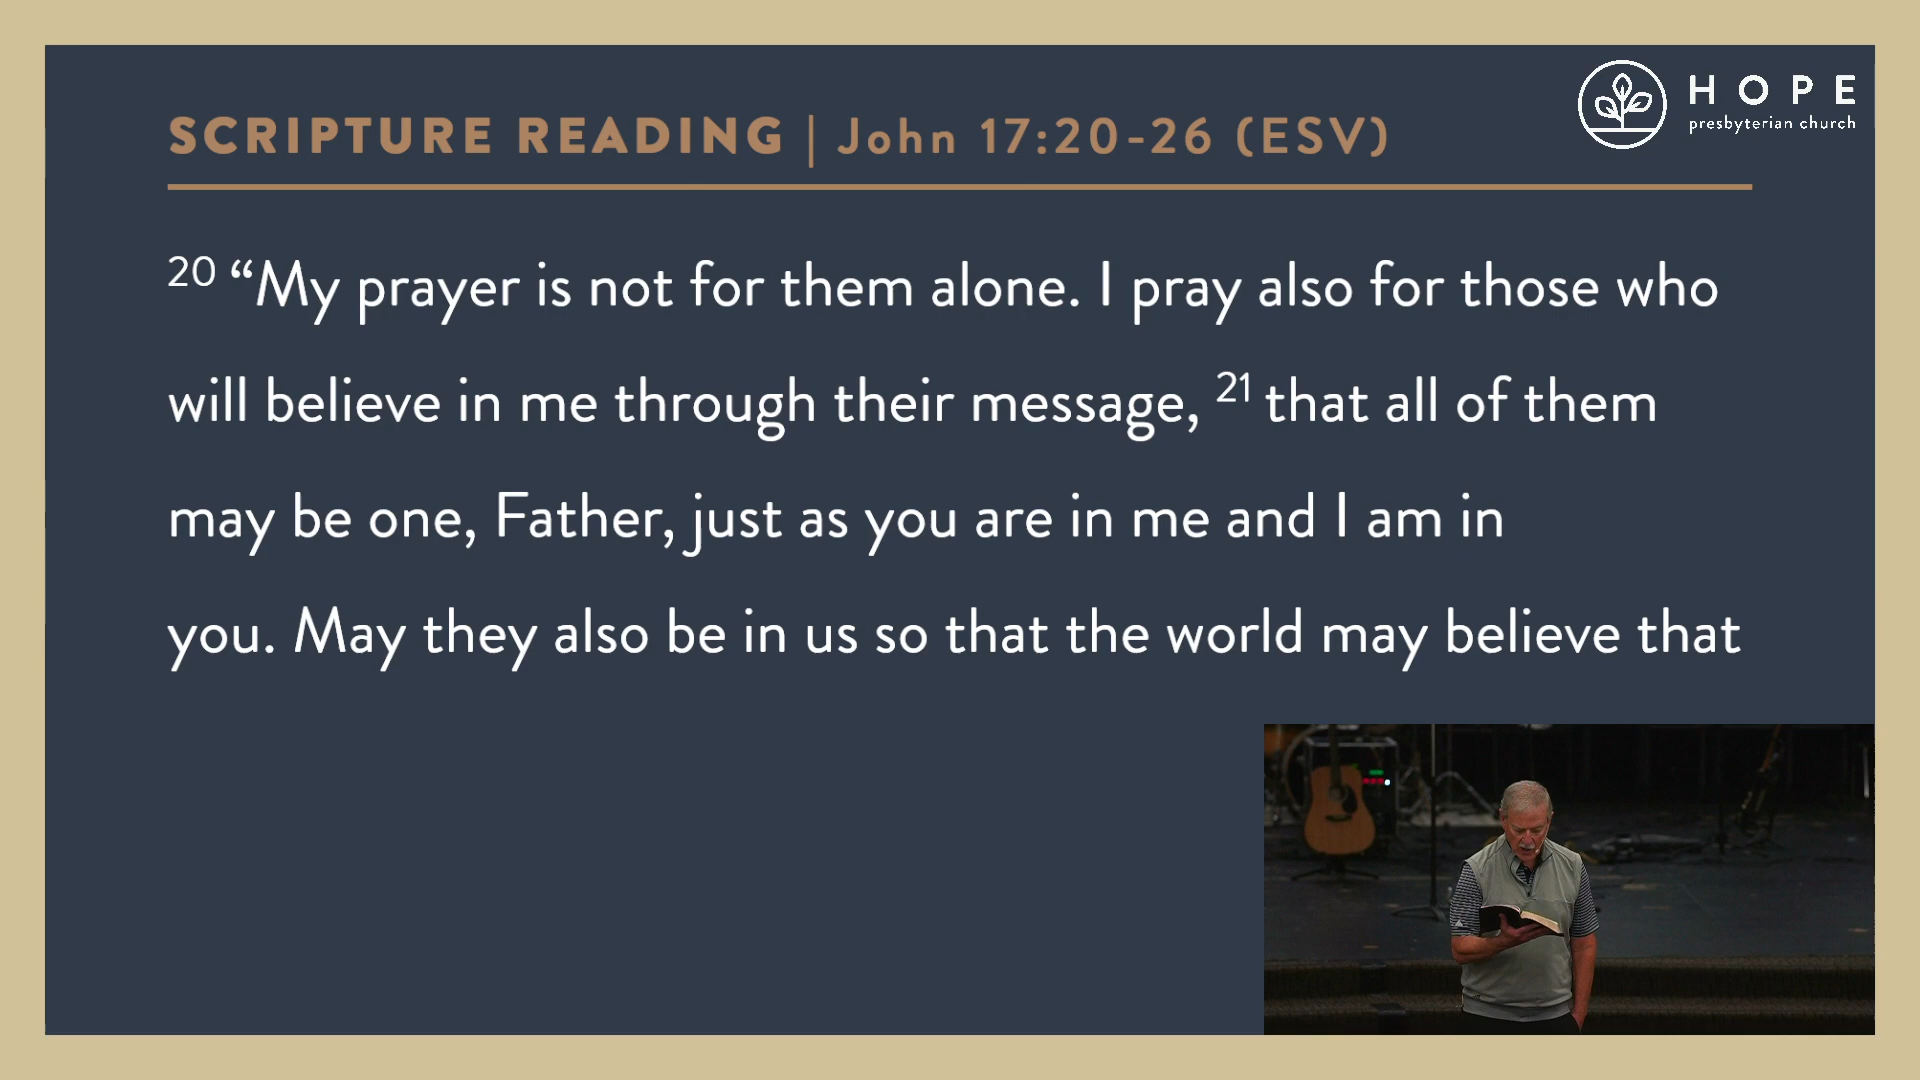 HOPE
presbyterian church
SCRIPTURE READING | John 17:20-26 (ESV)
20 “My prayer is not for them alone. I pray also for those who
will believe in me through their message, 21 that all of them
may be one, Father, just as you are in me and I am in
you. May they also be in us so that the world may believe that